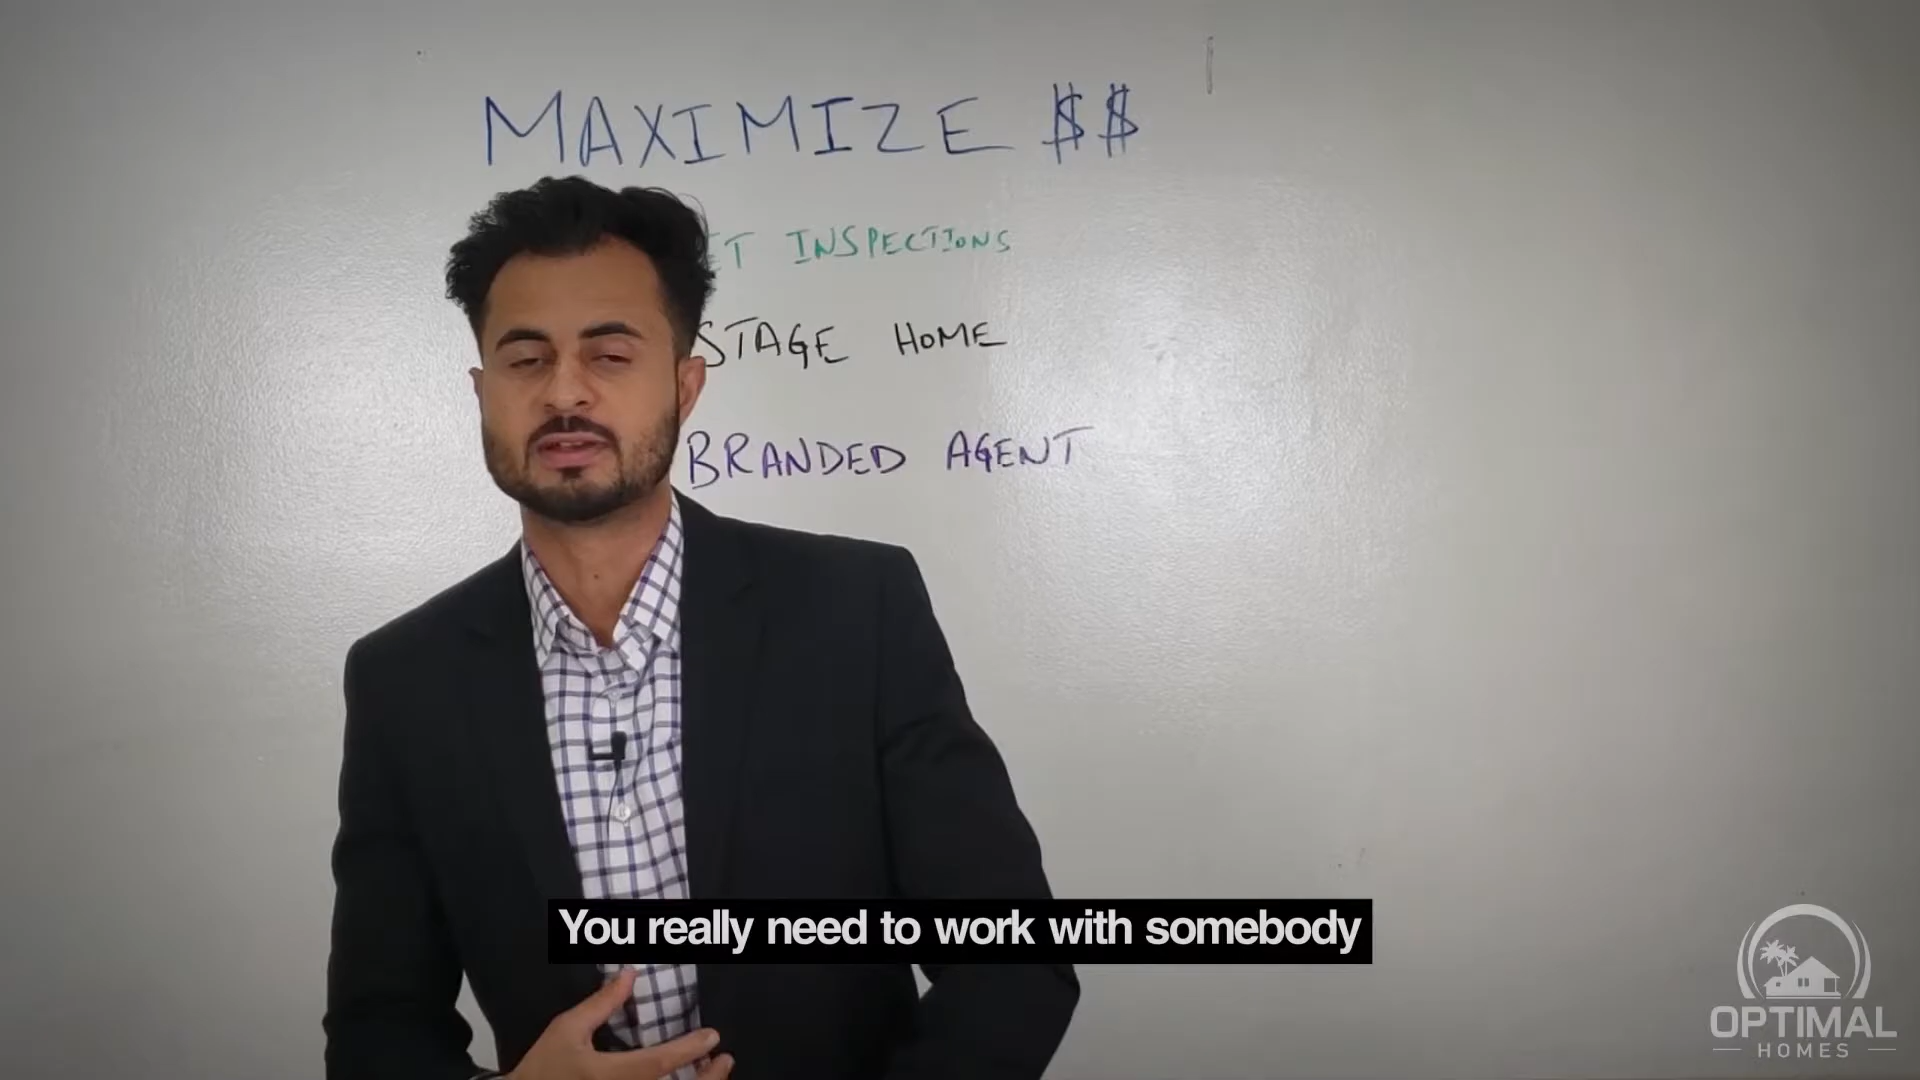 MAXIMIZE $$
INSPECTIONS
STAGE HOME
BRANDED AGENT
You really need to work with somebody
OPTIMAL
HOMES